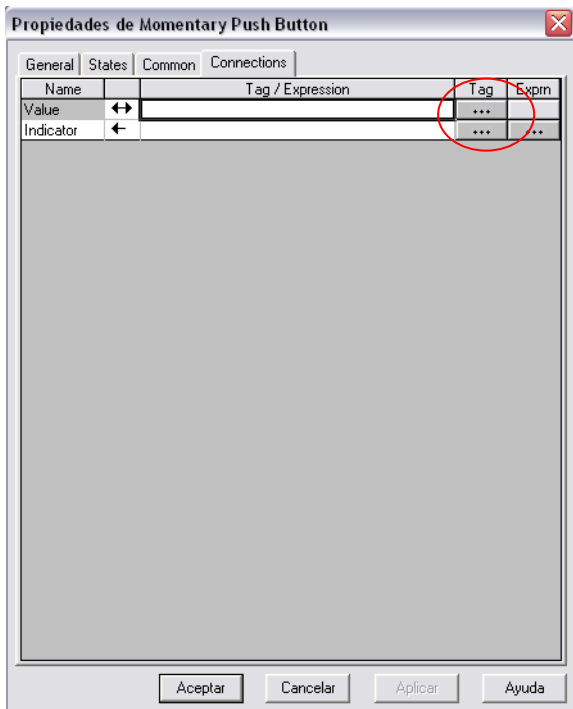 Propiedades de Momentary Push Button
General States Common Connections
Name Tag / Expression Tag Exprn
Value ...
Indicator ... ...
Aceptar Cancelar Aplicar Ayuda